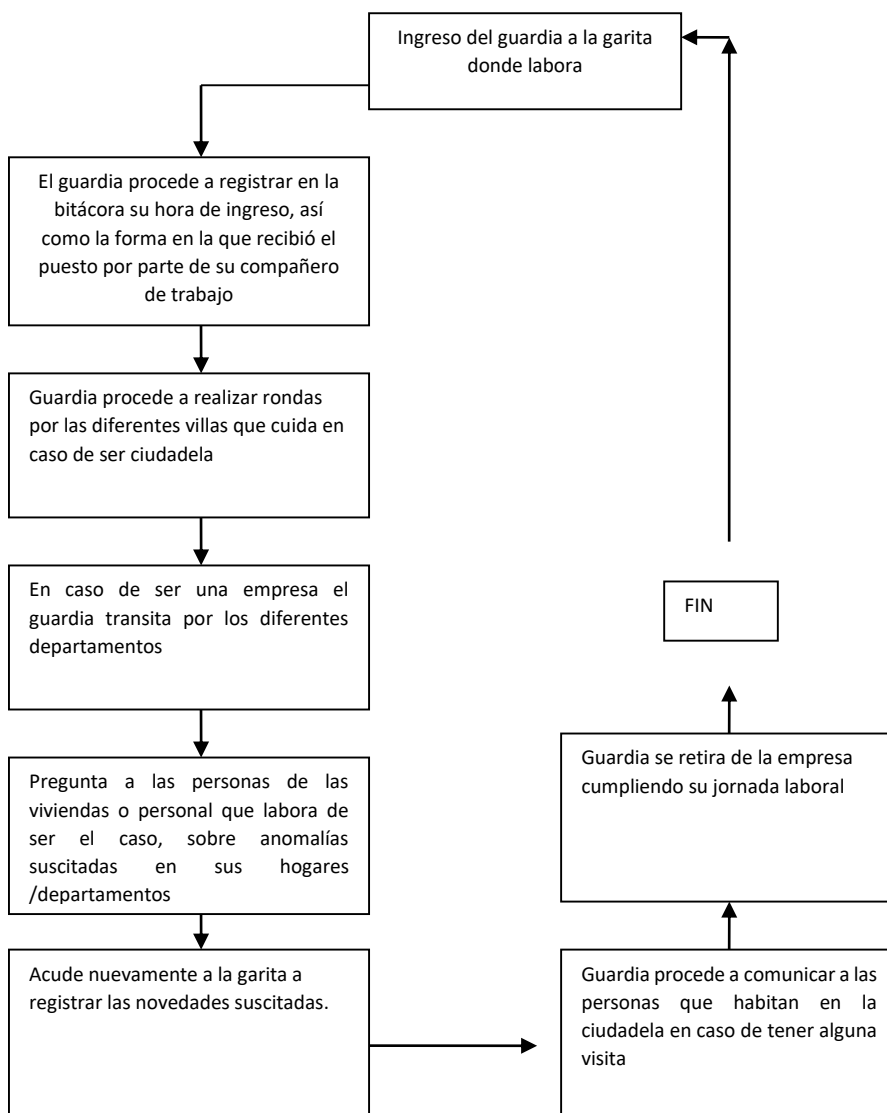 Ingreso del guardia a la garita
donde labora
El guardia procede a registrar en la
bitácora su hora de ingreso, así
como la forma en la que recibió el
puesto por parte de su compañero
de trabajo
Guardia procede a realizar rondas
por las diferentes villas que cuida en
caso de ser ciudadela
En caso de ser una empresa el
guardia transita por los diferentes
departamentos
Pregunta a las personas de las
viviendas o personal que labora de
ser el caso, sobre anomalías
suscitadas en sus hogares
/departamentos
Acude nuevamente a la garita a
registrar las novedades suscitadas.
Guardia procede a comunicar a las
personas que habitan en la
ciudadela en caso de tener alguna
visita
Guardia se retira de la empresa
cumpliendo su jornada laboral
FIN